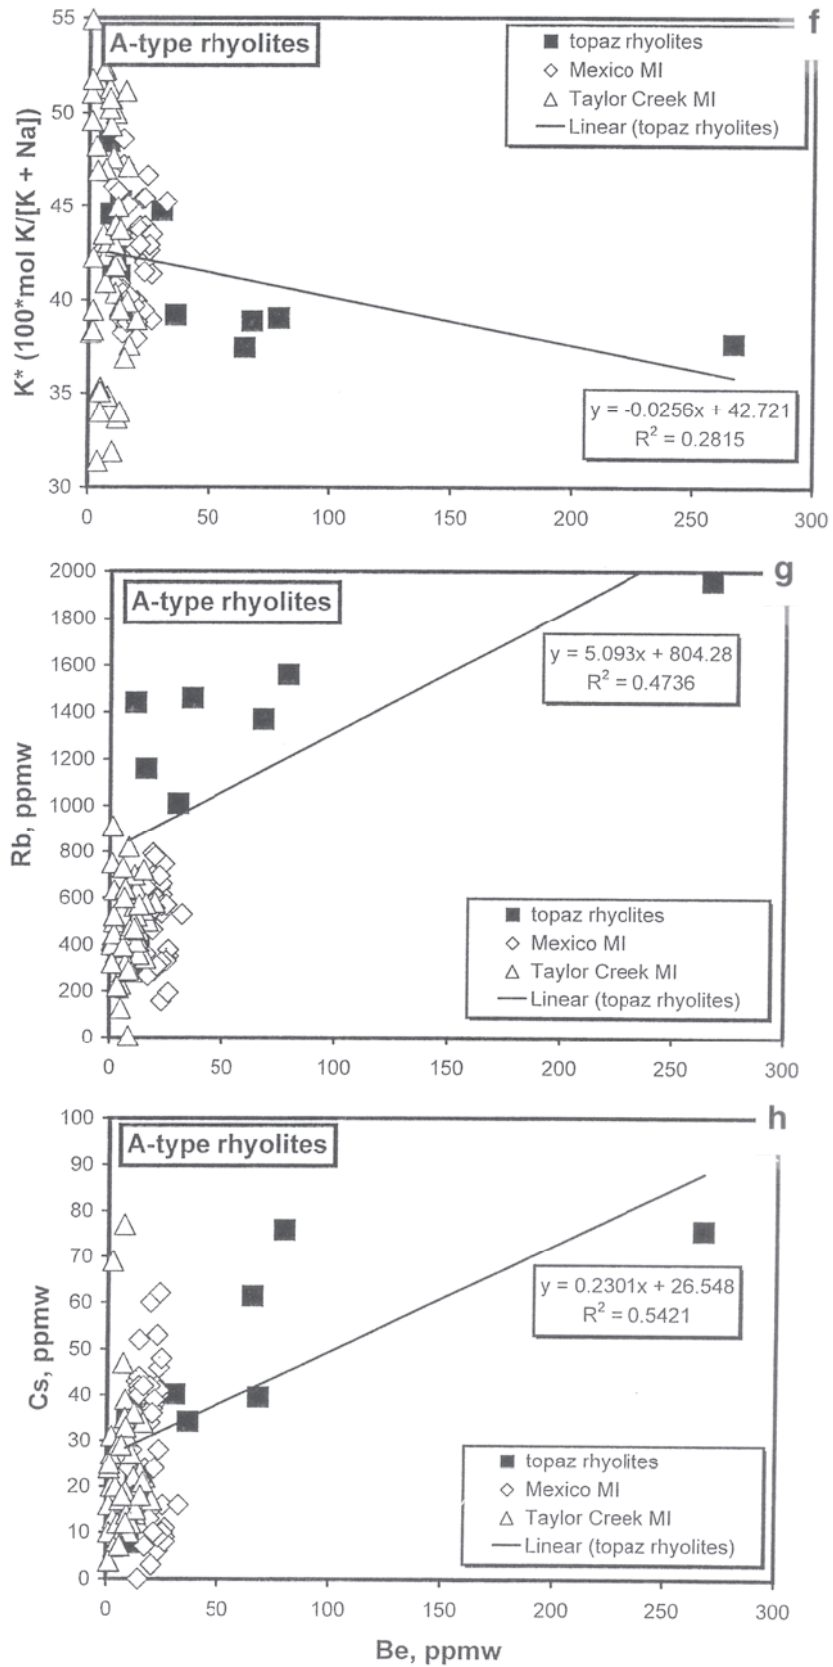 f
A-type rhyolites
topaz rhyolites
Mexico MI
Taylor Creek MI
Linear (topaz rhyolites)
K* (100*mol K/[K + Na])
55
50
45
40
35
30
y = -0.0256x + 42.721
R² = 0.2815
0 50 100 150 200 250 300
g
A-type rhyolites
Rb, ppmw
2000
1800
1600
1400
1200
1000
800
600
400
200
0
y = 5.093x + 804.28
R² = 0.4736
topaz rhyclites
Mexico MI
Taylor Creek MI
Linear (topaz rhyolites)
0 50 100 150 200 250 300
h
A-type rhyolites
Cs, ppmw
100
90
80
70
60
50
40
30
20
10
0
y = 0.2301x + 26.548
R² = 0.5421
topaz rhyolites
Mexico MI
Taylor Creek MI
Linear (topaz rhyolites)
0 50 100 150 200 250 300
Be, ppmw